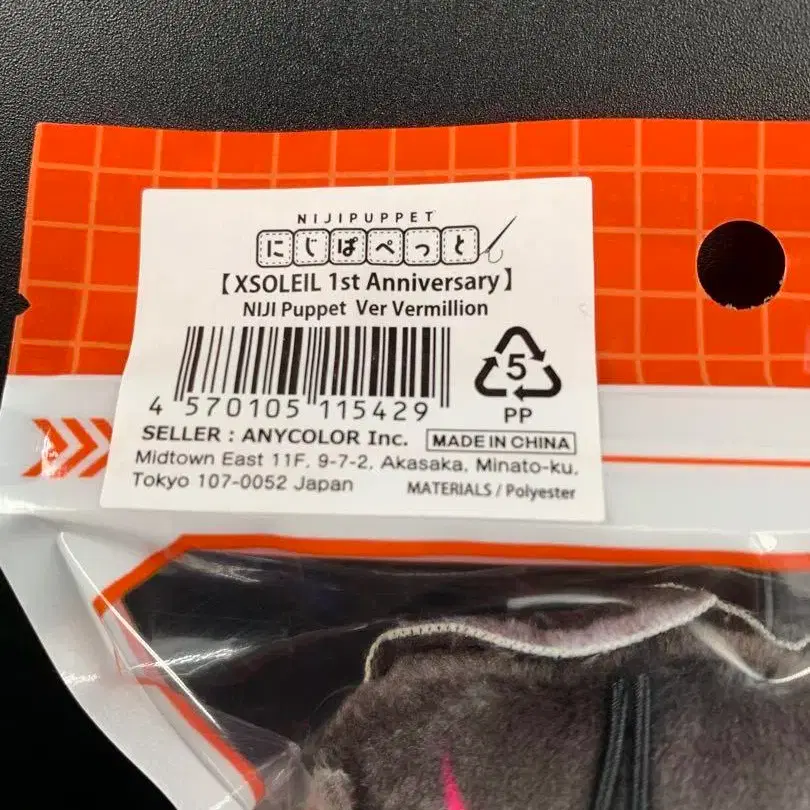 NIJIPUPPET
にじぱぺっと
【XSOLEIL 1st Anniversary】
NIJI Puppet Ver Vermillion
4 570105 115429
5
PP
SELLER : ANYCOLOR Inc. MADE IN CHINA
Midtown East 11F, 9-7-2, Akasaka, Minato-ku,
Tokyo 107-0052 Japan MATERIALS / Polyester